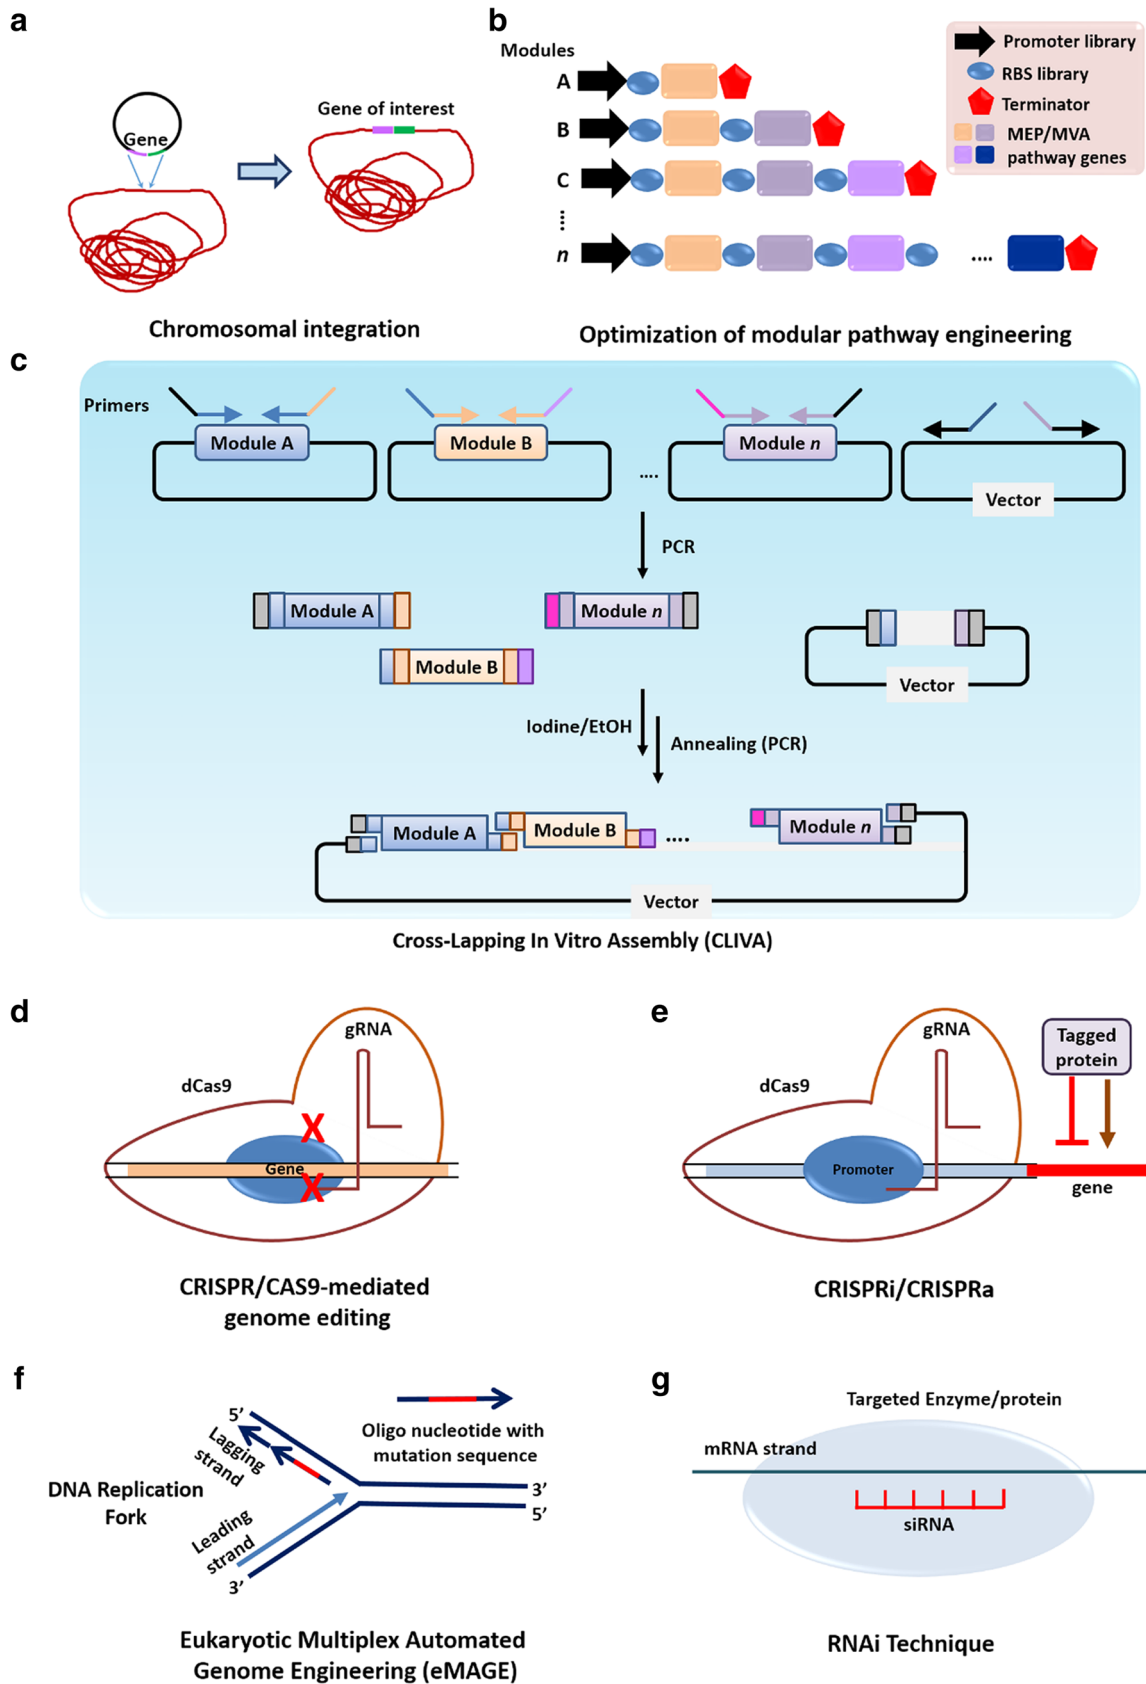 a
Gene
Gene of interest
Chromosomal integration
b
Modules
A
B
C
n
....
Promoter library
RBS library
Terminator
MEP/MVA
pathway genes
Optimization of modular pathway engineering
c
Primers
Module A
Module B
....
Module n
Vector
PCR
Module A
Module n
Module B
Vector
Iodine/EtOH
Annealing (PCR)
Module A
Module B
....
Module n
Vector
Cross-Lapping In Vitro Assembly (CLIVA)
d
gRNA
dCas9
X
Gene
X
CRISPR/CAS9-mediated
genome editing
e
gRNA
dCas9
Tagged
protein
Promoter
gene
CRISPRi/CRISPRa
f
5’
Lagging
strand
Oligo nucleotide with
mutation sequence
DNA Replication
Fork
3’
5’
Leading
strand
3’
Eukaryotic Multiplex Automated
Genome Engineering (eMAGE)
g
Targeted Enzyme/protein
mRNA strand
siRNA
RNAi Technique